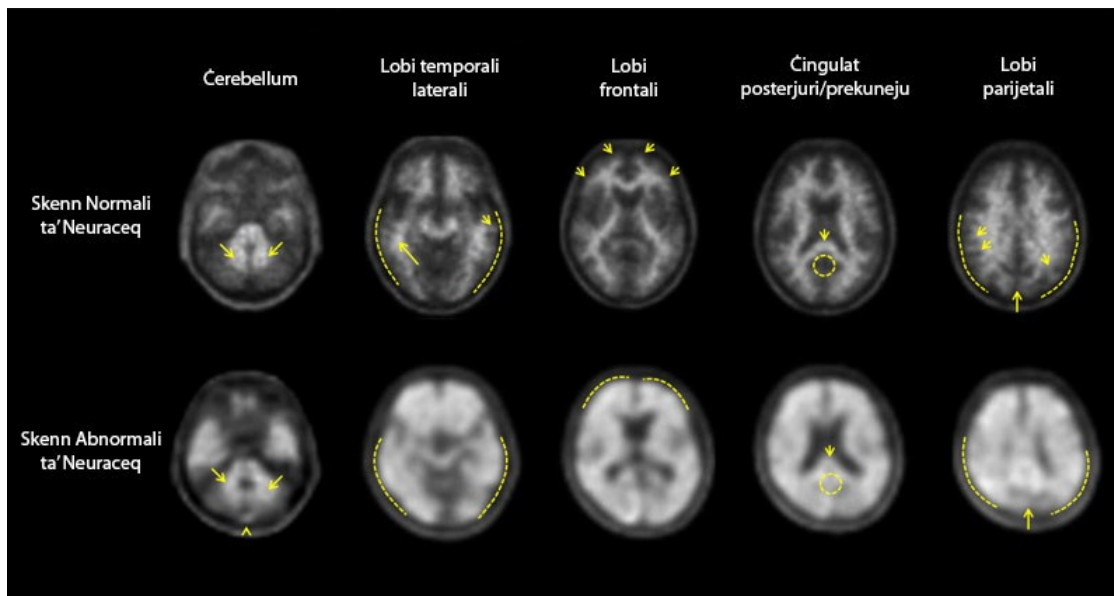 Ċerebellum
Lobi temporali
laterali
Lobi
frontali
Ċingulat
posterjuri/prekuneju
Lobi
parijetali
Skenn Normali
ta' Neuraceq
Skenn Abnormali
ta' Neuraceq